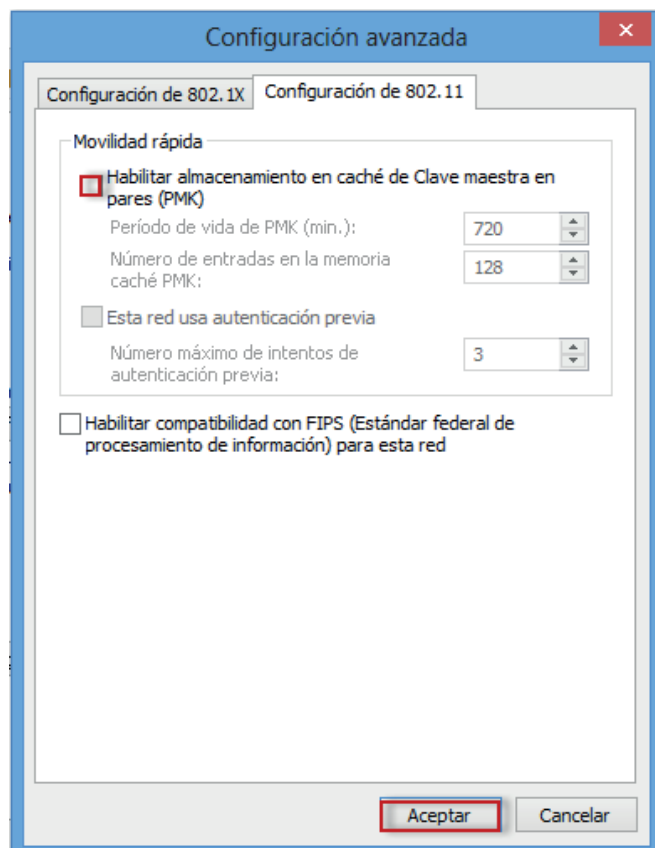 Configuración avanzada
Configuración de 802.1X
Configuración de 802.11
Movilidad rápida
Habilitar almacenamiento en caché de Clave maestra en
pares (PMK)
Período de vida de PMK (min.):
720
Número de entradas en la memoria
caché PMK:
128
Esta red usa autenticación previa
Número máximo de intentos de
autenticación previa:
3
Habilitar compatibilidad con FIPS (Estándar federal de
procesamiento de información) para esta red
Aceptar
Cancelar